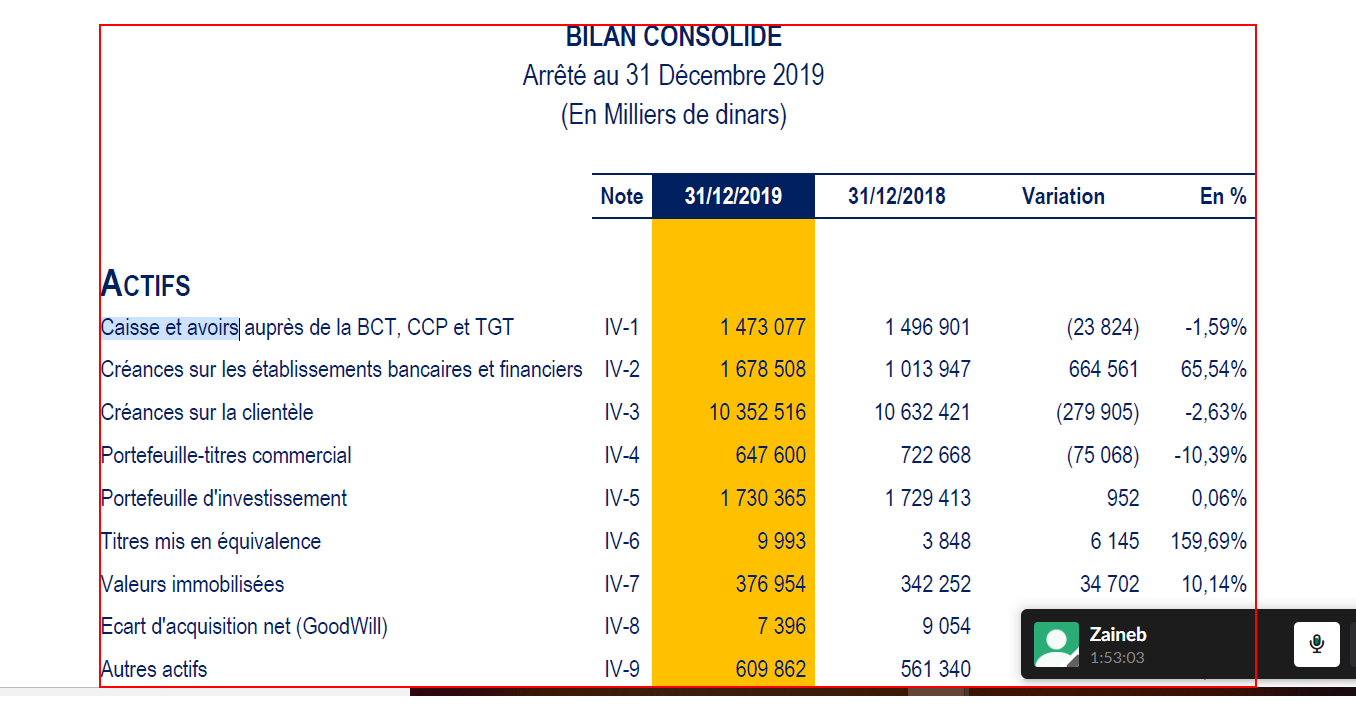 BILAN CONSOLIDE
Arrêté au 31 Décembre 2019
(En Milliers de dinars)
Note 31/12/2019 31/12/2018 Variation En %
ACTIFS
Caisse et avoirs auprès de la BCT, CCP et TGT IV-1 1 473 077 1 496 901 (23 824) -1,59%
Créances sur les établissements bancaires et financiers IV-2 1 678 508 1 013 947 664 561 65,54%
Créances sur la clientèle IV-3 10 352 516 10 632 421 (279 905) -2,63%
Portefeuille-titres commercial IV-4 647 600 722 668 (75 068) -10,39%
Portefeuille d'investissement IV-5 1 730 365 1 729 413 952 0,06%
Titres mis en équivalence IV-6 9 993 3 848 6 145 159,69%
Valeurs immobilisées IV-7 376 954 342 252 34 702 10,14%
Ecart d'acquisition net (GoodWill) IV-8 7 396 9 054
Autres actifs IV-9 609 862 561 340
Zaineb
1:53:03